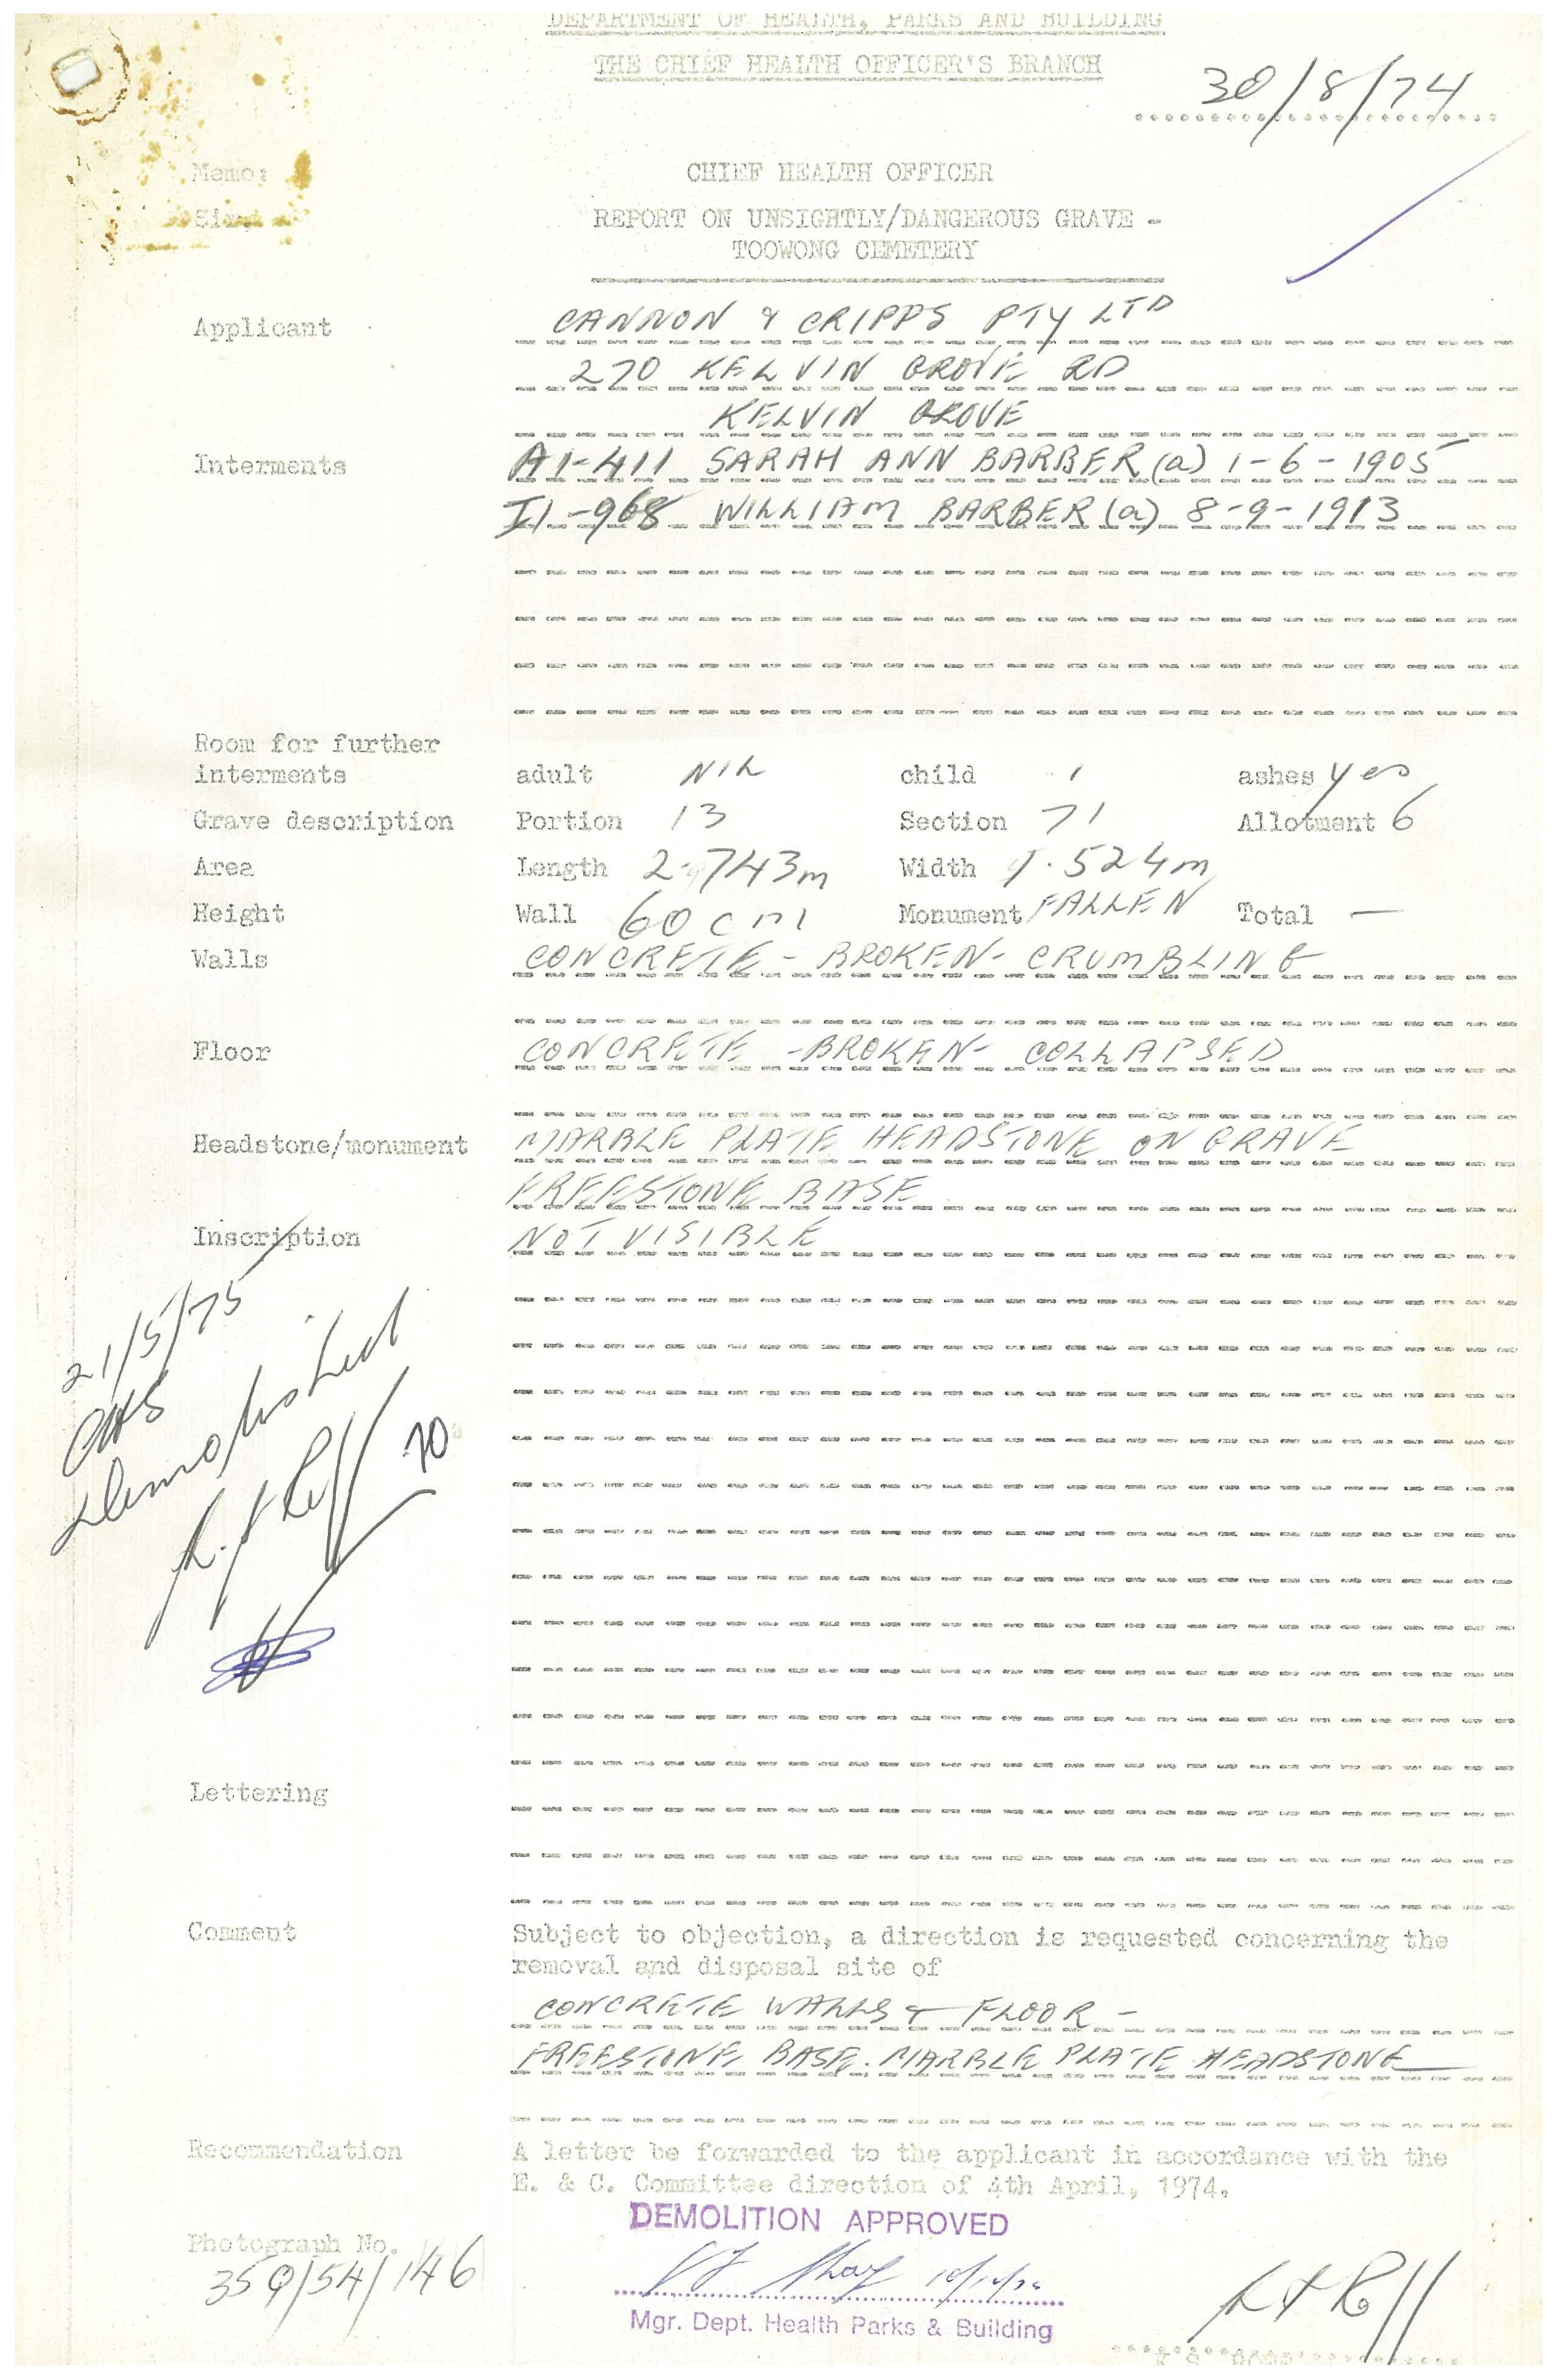 DEPARTMENT OF HEALTH, PARKS AND BUILDING
THE CHIEF HEALTH OFFICER'S BRANCH
30/8/74
Memo: CHIEF HEALTH OFFICER
REPORT ON UNSIGHTLY/DANGEROUS GRAVE -
TOOWONG CEMETERY
Applicant CANNON & CRIPPS PTY LTD
270 KELVIN GROVE RD
KELVIN GROVE
Interments A1-411 SARAH ANN BARBER (a) 1-6-1905
I1-968 WILLIAM BARBER (a) 8-9-1913
Room for further
interments adult NIL child 1 ashes yes
Grave description Portion 13 Section 71 Allotment 6
Area Length 2.743m Width 1.524m
Height Wall 60 cm Monument FALLEN Total —
Walls CONCRETE - BROKEN - CRUMBLING
Floor CONCRETE - BROKEN - COLLAPSED
Headstone/monument MARBLE PLATE HEADSTONE ON GRAVE
FREESTONE BASE
Inscription NOT VISIBLE
21/5/75
Demolished
Lettering
Comment Subject to objection, a direction is requested concerning the
removal and disposal site of
CONCRETE WALLS & FLOOR -
FREESTONE BASE. MARBLE PLATE HEADSTONE
Recommendation A letter be forwarded to the applicant in accordance with the
E. & C. Committee direction of 4th April, 1974.
DEMOLITION APPROVED
Photograph No.
350/54/146
Mgr. Dept. Health Parks & Building